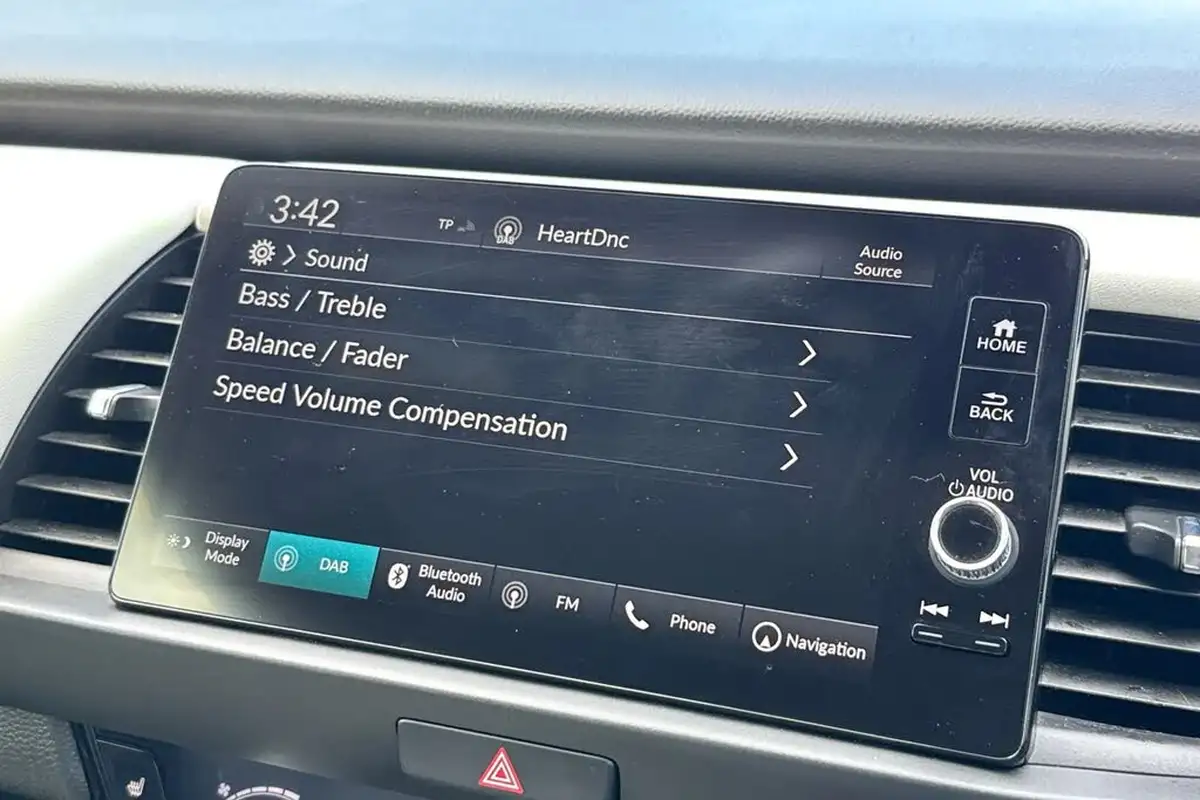 3:42
TP
DAB
HeartDnc
Audio
Source
Sound
Bass / Treble
Balance / Fader
Speed Volume Compensation
HOME
BACK
VOL
AUDIO
Display
Mode
DAB
Bluetooth
Audio
FM
Phone
Navigation